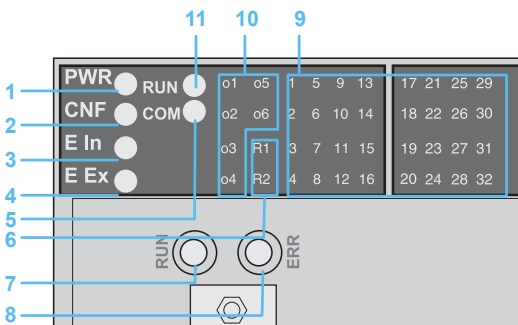 11 10 9
PWR RUN o1 o5 1 5 9 13 17 21 25 29
1
CNF COM o2 o6 2 6 10 14 18 22 26 30
2
E In o3 R1 3 7 11 15 19 23 27 31
3
E Ex o4 R2 4 8 12 16 20 24 28 32
4
5
6
RUN ERR
7
8